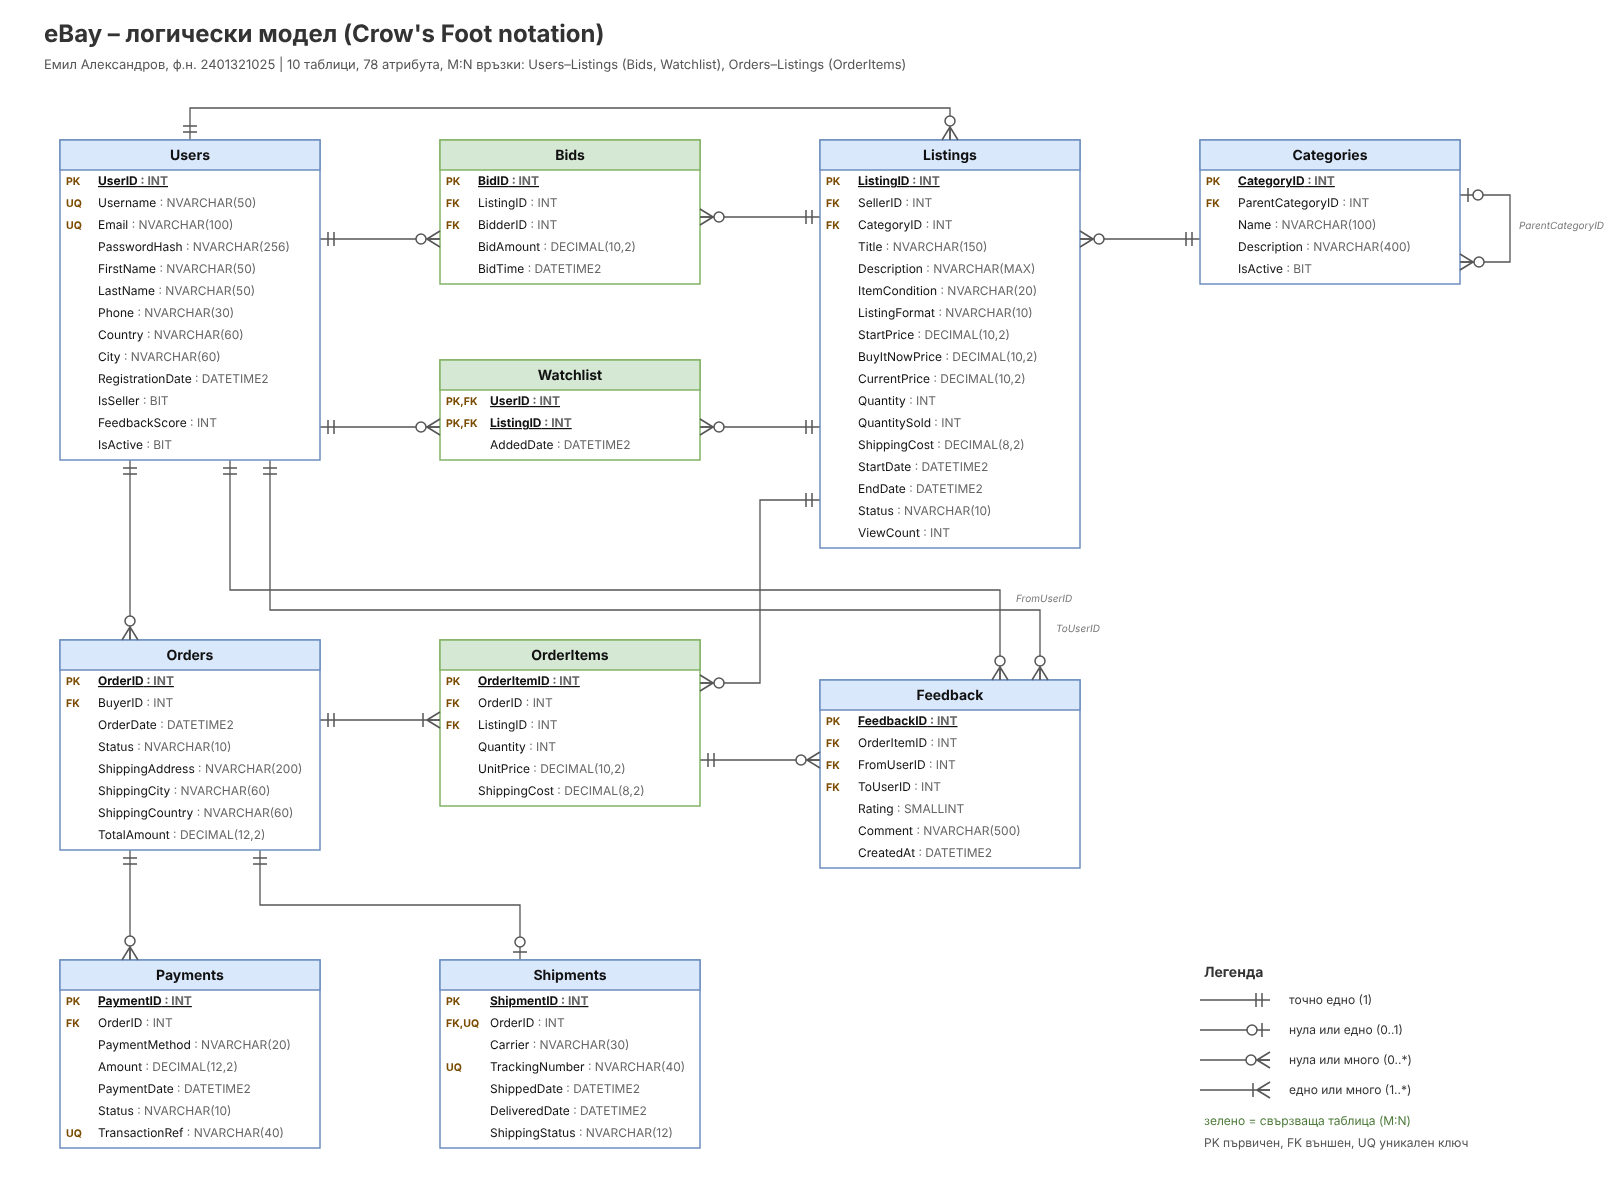 eBay – логически модел (Crow's Foot notation)
Емил Александров, ф.н. 2401321025 | 10 таблици, 78 атрибута, M:N връзки: Users–Listings (Bids, Watchlist), Orders–Listings (OrderItems)
Users
PK UserID : INT
UQ Username : NVARCHAR(50)
UQ Email : NVARCHAR(100)
PasswordHash : NVARCHAR(256)
FirstName : NVARCHAR(50)
LastName : NVARCHAR(50)
Phone : NVARCHAR(30)
Country : NVARCHAR(60)
City : NVARCHAR(60)
RegistrationDate : DATETIME2
IsSeller : BIT
FeedbackScore : INT
IsActive : BIT
Bids
PK BidID : INT
FK ListingID : INT
FK BidderID : INT
BidAmount : DECIMAL(10,2)
BidTime : DATETIME2
Watchlist
PK,FK UserID : INT
PK,FK ListingID : INT
AddedDate : DATETIME2
Listings
PK ListingID : INT
FK SellerID : INT
FK CategoryID : INT
Title : NVARCHAR(150)
Description : NVARCHAR(MAX)
ItemCondition : NVARCHAR(20)
ListingFormat : NVARCHAR(10)
StartPrice : DECIMAL(10,2)
BuyItNowPrice : DECIMAL(10,2)
CurrentPrice : DECIMAL(10,2)
Quantity : INT
QuantitySold : INT
ShippingCost : DECIMAL(8,2)
StartDate : DATETIME2
EndDate : DATETIME2
Status : NVARCHAR(10)
ViewCount : INT
Categories
PK CategoryID : INT
FK ParentCategoryID : INT
Name : NVARCHAR(100)
Description : NVARCHAR(400)
IsActive : BIT
ParentCategoryID
FromUserID
ToUserID
Orders
PK OrderID : INT
FK BuyerID : INT
OrderDate : DATETIME2
Status : NVARCHAR(10)
ShippingAddress : NVARCHAR(200)
ShippingCity : NVARCHAR(60)
ShippingCountry : NVARCHAR(60)
TotalAmount : DECIMAL(12,2)
OrderItems
PK OrderItemID : INT
FK OrderID : INT
FK ListingID : INT
Quantity : INT
UnitPrice : DECIMAL(10,2)
ShippingCost : DECIMAL(8,2)
Feedback
PK FeedbackID : INT
FK OrderItemID : INT
FK FromUserID : INT
FK ToUserID : INT
Rating : SMALLINT
Comment : NVARCHAR(500)
CreatedAt : DATETIME2
Payments
PK PaymentID : INT
FK OrderID : INT
PaymentMethod : NVARCHAR(20)
Amount : DECIMAL(12,2)
PaymentDate : DATETIME2
Status : NVARCHAR(10)
UQ TransactionRef : NVARCHAR(40)
Shipments
PK ShipmentID : INT
FK,UQ OrderID : INT
Carrier : NVARCHAR(30)
UQ TrackingNumber : NVARCHAR(40)
ShippedDate : DATETIME2
DeliveredDate : DATETIME2
ShippingStatus : NVARCHAR(12)
Легенда
точно едно (1)
нула или едно (0..1)
нула или много (0..*)
едно или много (1..*)
зелено = свързваща таблица (M:N)
PK първичен, FK външен, UQ уникален ключ